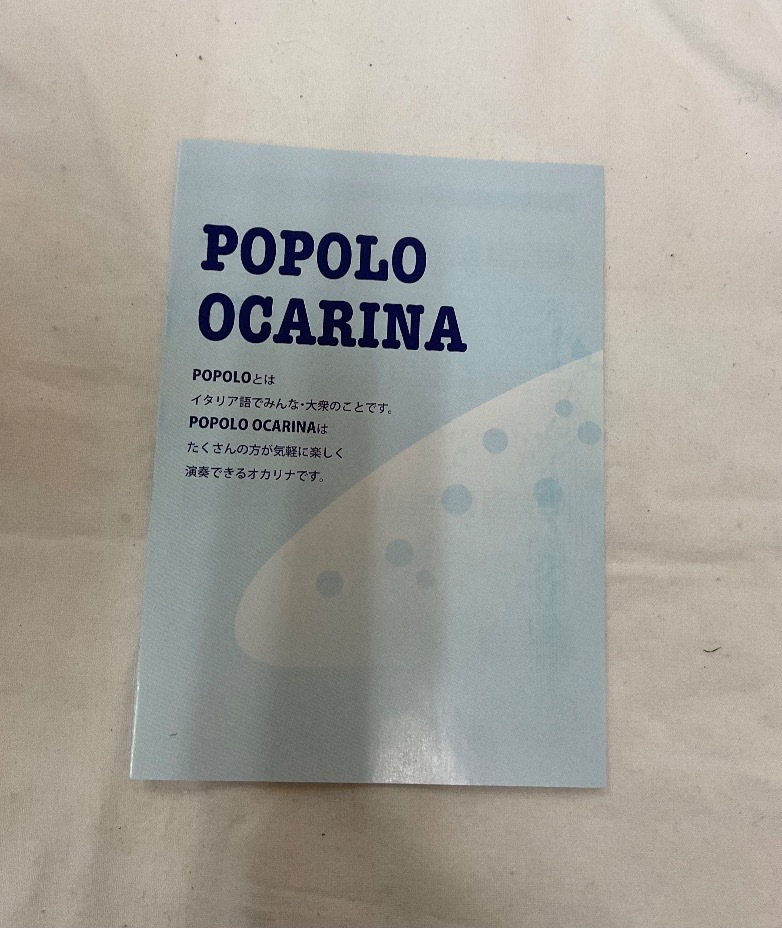 POPOLO
OCARINA
POPOLOとは
イタリア語でみんな・大衆のことです。
POPOLO OCARINAは
たくさんの方が気軽に楽しく
演奏できるオカリナです。